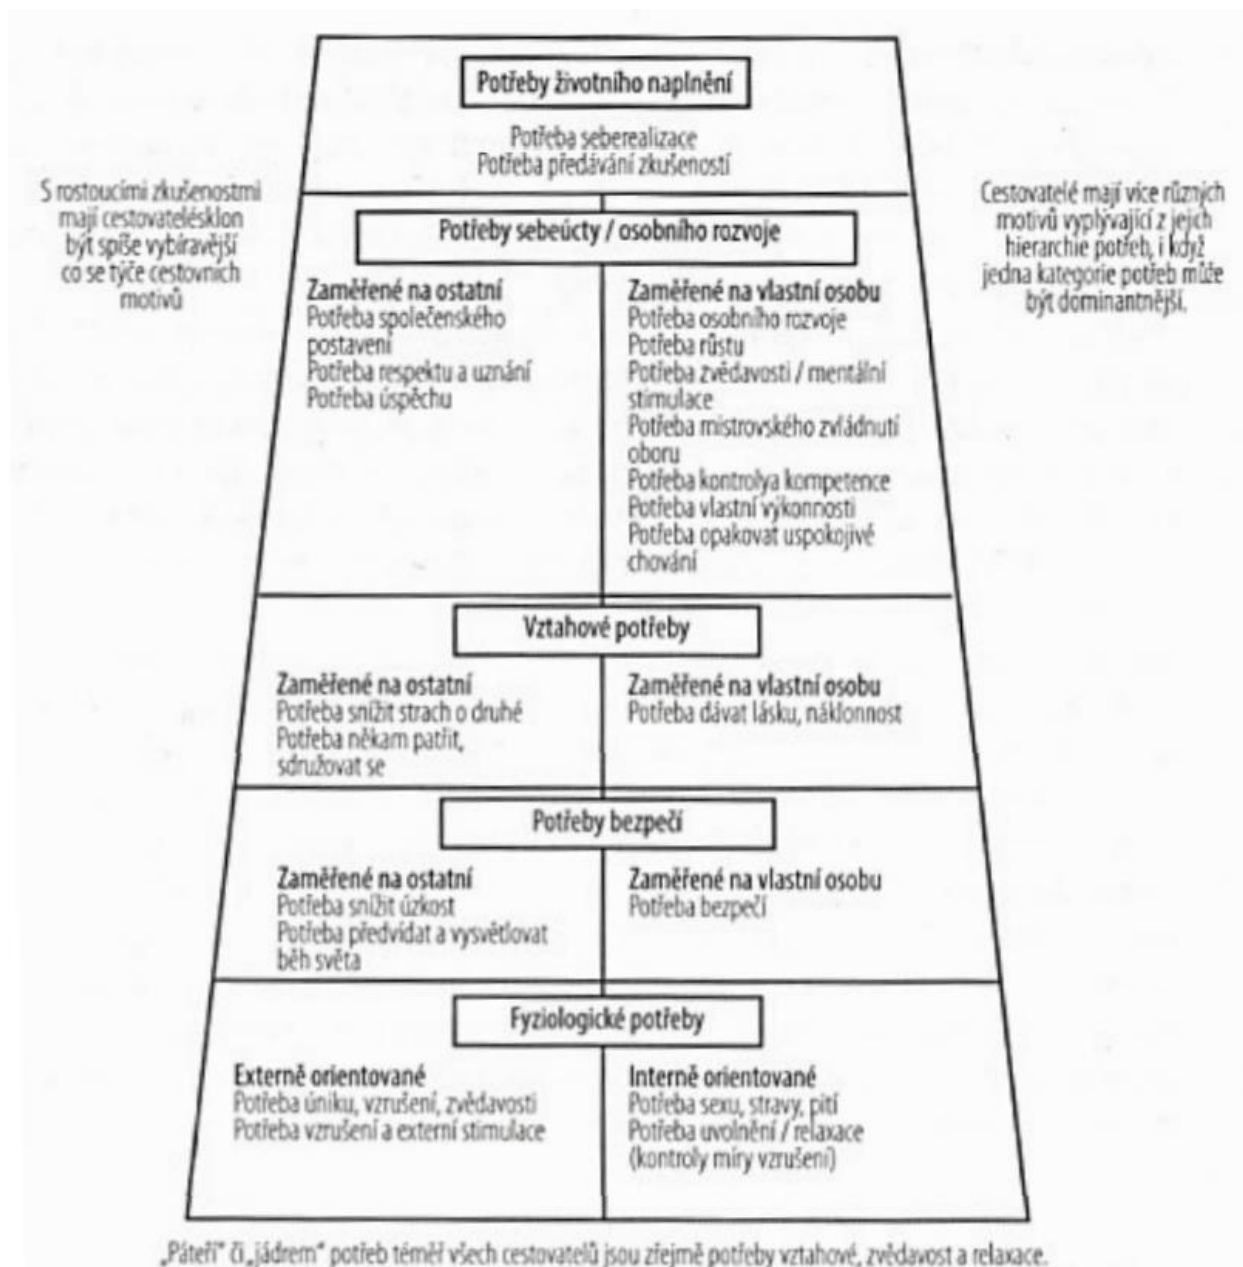 Potřeby životního naplnění
Potřeba seberealizace
Potřeba předávání zkušeností
S rostoucími zkušenostmi
mají cestovatelésklon
být spíše vybíravější
co se týče cestovních
motivů
Cestovatelé mají více různých
motivů vyplývající z jejich
hierarchie potřeb, i když
jedna kategorie potřeb může
být dominantnější.
Potřeby sebeúcty / osobního rozvoje
Zaměřené na ostatní
Potřeba společenského
postavení
Potřeba respektu a uznání
Potřeba úspěchu
Zaměřené na vlastní osobu
Potřeba osobního rozvoje
Potřeba růstu
Potřeba zvědavosti / mentální
stimulace
Potřeba mistrovského zvládnutí
oboru
Potřeba kontrolya kompetence
Potřeba vlastní výkonnosti
Potřeba opakovat uspokojivé
chování
Vztahové potřeby
Zaměřené na ostatní
Potřeba snížit strach o druhé
Potřeba někam patřit,
sdružovat se
Zaměřené na vlastní osobu
Potřeba dávat lásku, náklonnost
Potřeby bezpečí
Zaměřené na ostatní
Potřeba snížit úzkost
Potřeba předvídat a vysvětlovat
běh světa
Zaměřené na vlastní osobu
Potřeba bezpečí
Fyziologické potřeby
Externě orientované
Potřeba úniku, vzrušení, zvědavosti
Potřeba vzrušení a externí stimulace
Interně orientované
Potřeba sexu, stravy, pití
Potřeba uvolnění / relaxace
(kontroly míry vzrušení)
„Páteří" či „jádrem" potřeb téměř všech cestovatelů jsou zřejmě potřeby vztahové, zvědavost a relaxace.